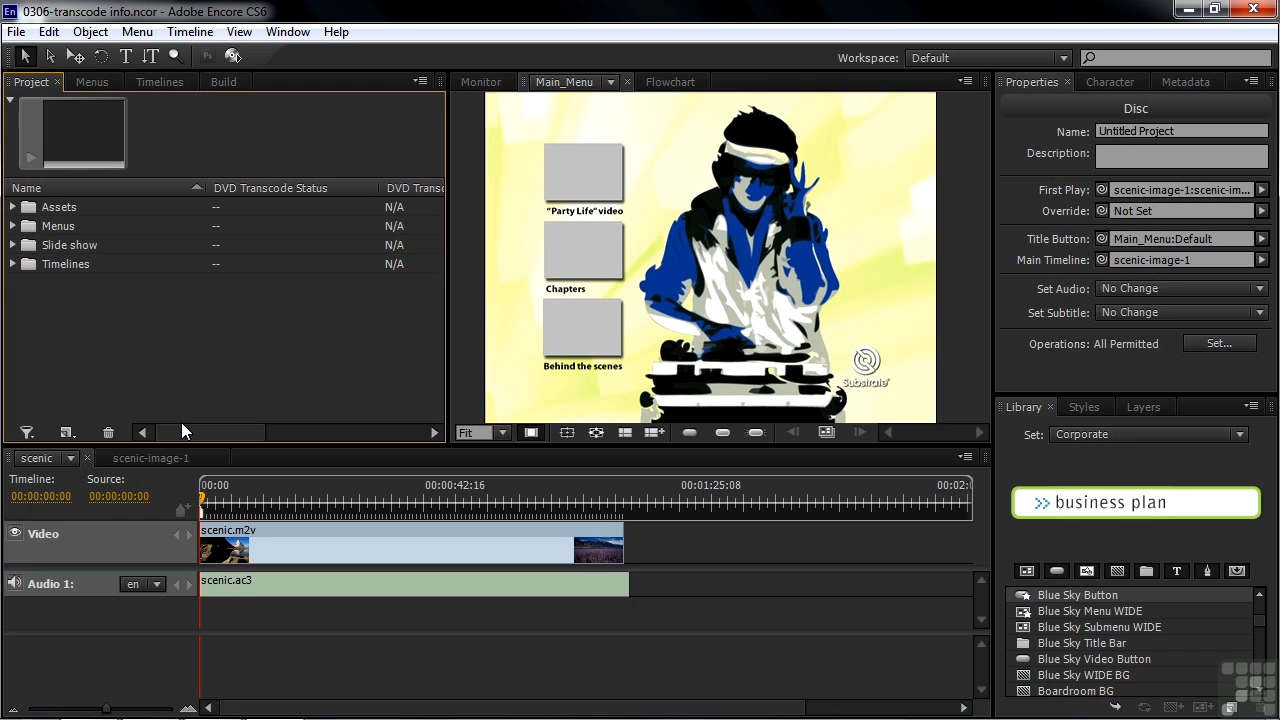 En 0306-transcode info.ncor - Adobe Encore CS6
File Edit Object Menu Timeline View Window Help
Workspace: Default
Project Menus Timelines Build
Monitor Main_Menu Flowchart
Properties Character Metadata
Disc
Name: Untitled Project
Description:
First Play: scenic-image-1:scenic-im...
Override: Not Set
Title Button: Main_Menu:Default
Main Timeline: scenic-image-1
Set Audio: No Change
Set Subtitle: No Change
Operations: All Permitted Set...
Name DVD Transcode Status DVD Transc
Assets -- N/A
Menus -- N/A
Slide show -- N/A
Timelines -- N/A
"Party Life" video
Chapters
Behind the scenes
Substrate
Fit
Library Styles Layers
Set: Corporate
>> business plan
T
Blue Sky Button
Blue Sky Menu WIDE
Blue Sky Submenu WIDE
Blue Sky Title Bar
Blue Sky Video Button
Blue Sky WIDE BG
Boardroom BG
scenic scenic-image-1
Timeline: Source:
00:00:00:00 00:00:00:00
00:00 00:00:42:16 00:01:25:08 00:02:0
Video scenic.m2v
Audio 1: en scenic.ac3